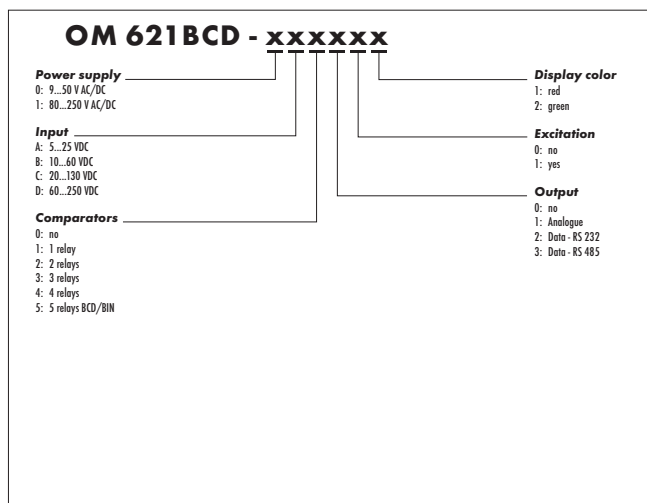 OM 621BCD - xxxxxx
Power supply
0: 9...50 V AC/DC
1: 80...250 V AC/DC
Input
A: 5...25 VDC
B: 10...60 VDC
C: 20...130 VDC
D: 60...250 VDC
Comparators
0: no
1: 1 relay
2: 2 relays
3: 3 relays
4: 4 relays
5: 5 relays BCD/BIN
Display color
1: red
2: green
Excitation
0: no
1: yes
Output
0: no
1: Analogue
2: Data - RS 232
3: Data - RS 485